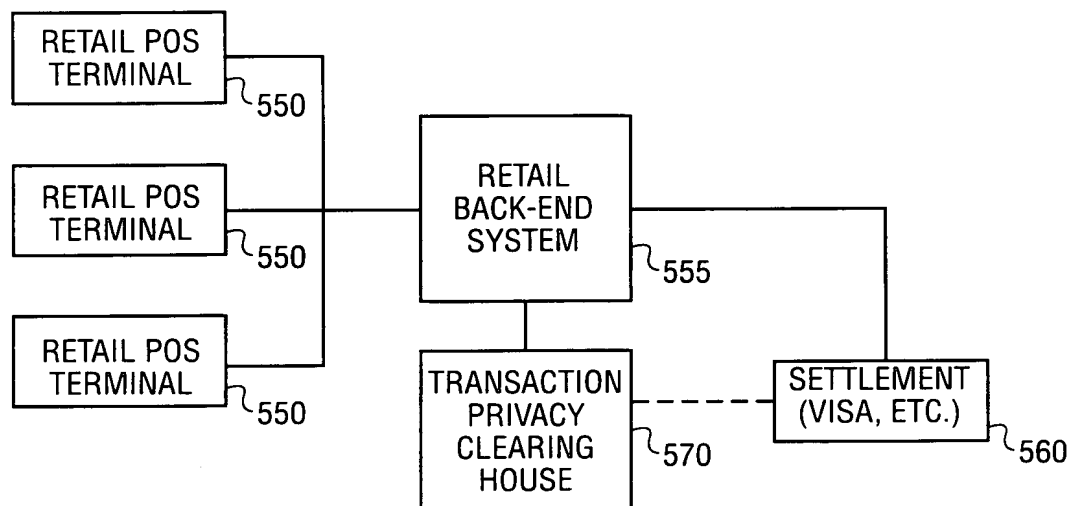 RETAIL POS
TERMINAL
550
RETAIL POS
TERMINAL
550
RETAIL POS
TERMINAL
550
RETAIL
BACK-END
SYSTEM
555
TRANSACTION
PRIVACY
CLEARING
HOUSE
570
SETTLEMENT
(VISA, ETC.)
560